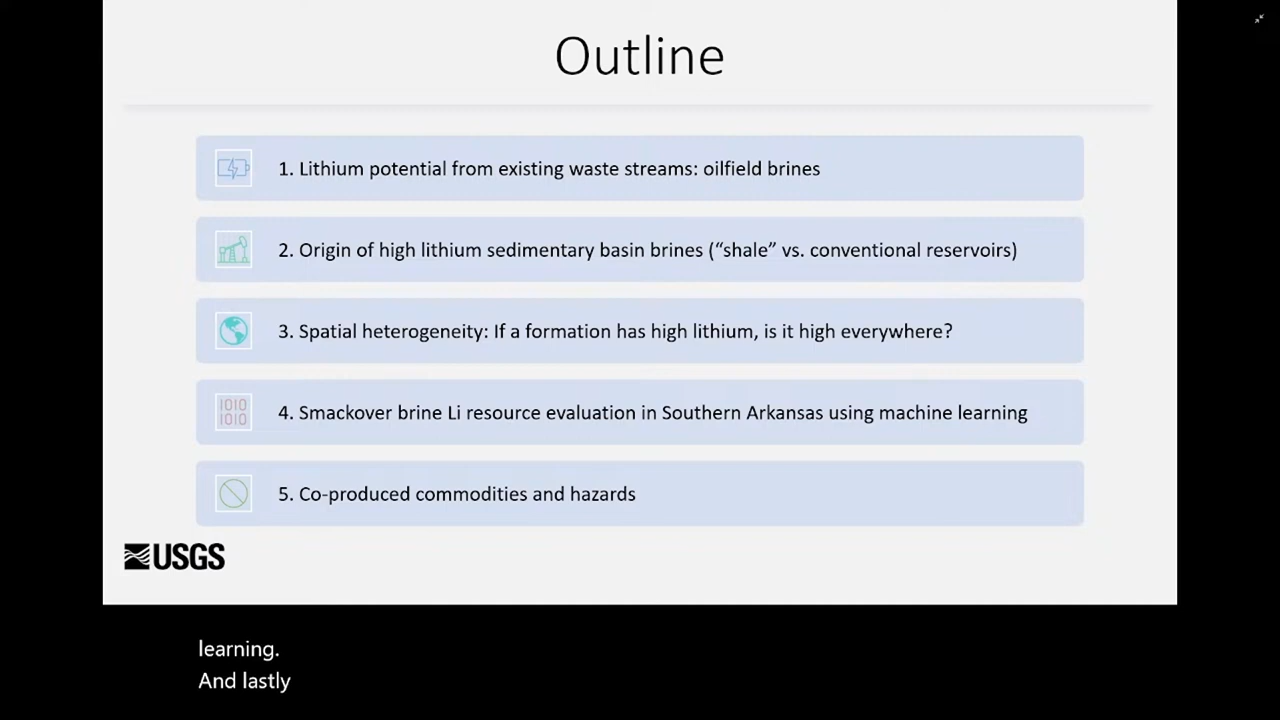 Outline
1. Lithium potential from existing waste streams: oilfield brines
2. Origin of high lithium sedimentary basin brines (“shale” vs. conventional reservoirs)
3. Spatial heterogeneity: If a formation has high lithium, is it high everywhere?
1010
1010
4. Smackover brine Li resource evaluation in Southern Arkansas using machine learning
5. Co-produced commodities and hazards
USGS
learning.
And lastly